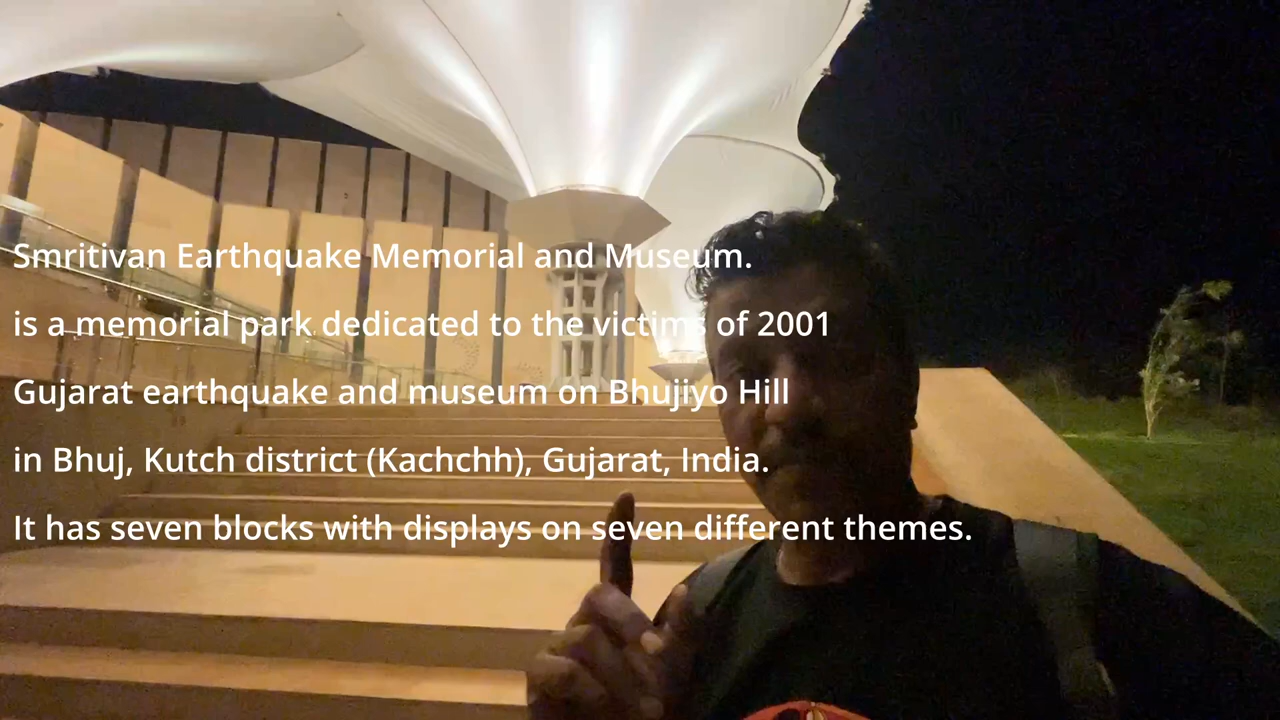 Smritivan Earthquake Memorial and Museum.
is a memorial park dedicated to the victims of 2001
Gujarat earthquake and museum on Bhujiyo Hill
in Bhuj, Kutch district (Kachchh), Gujarat, India.
It has seven blocks with displays on seven different themes.